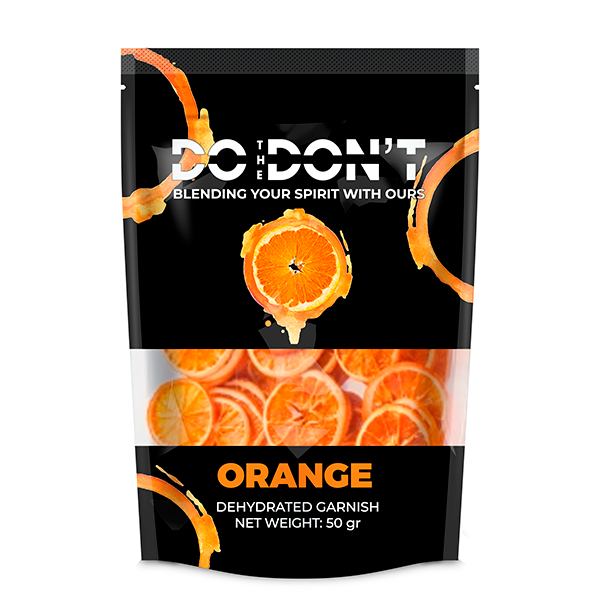 DO THE DON'T
BLENDING YOUR SPIRIT WITH OURS
ORANGE
DEHYDRATED GARNISH
NET WEIGHT: 50 gr